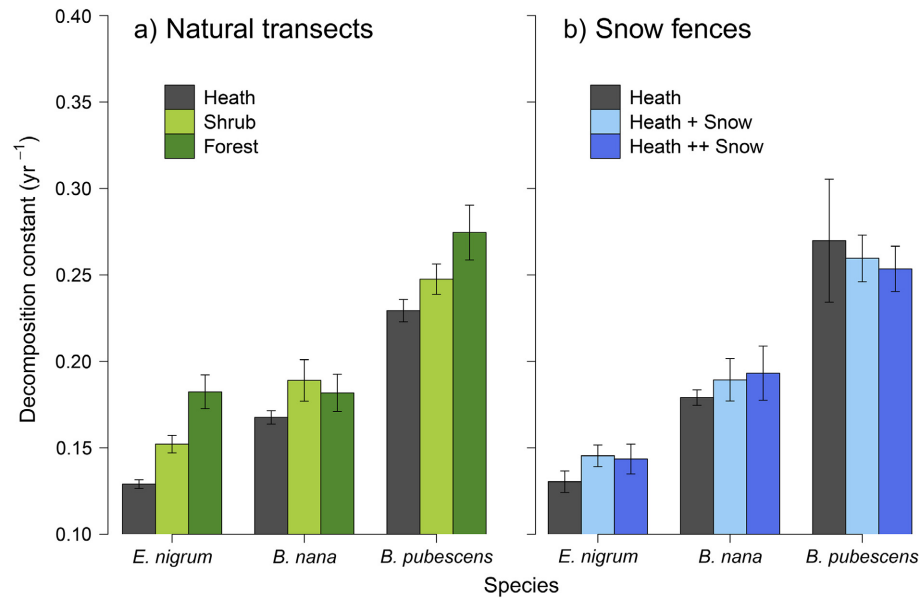 a) Natural transects
Heath
Shrub
Forest
b) Snow fences
Heath
Heath + Snow
Heath ++ Snow
Decomposition constant (yr⁻¹)
0.40
0.35
0.30
0.25
0.20
0.15
0.10
E. nigrum
B. nana
B. pubescens
E. nigrum
B. nana
B. pubescens
Species